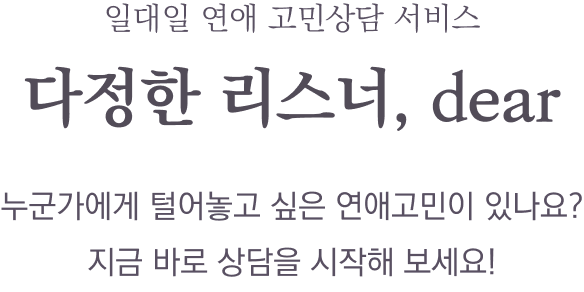 일대일 연애 고민상담 서비스
다정한 리스너, dear
누군가에게 털어놓고 싶은 연애고민이 있나요?
지금 바로 상담을 시작해 보세요!